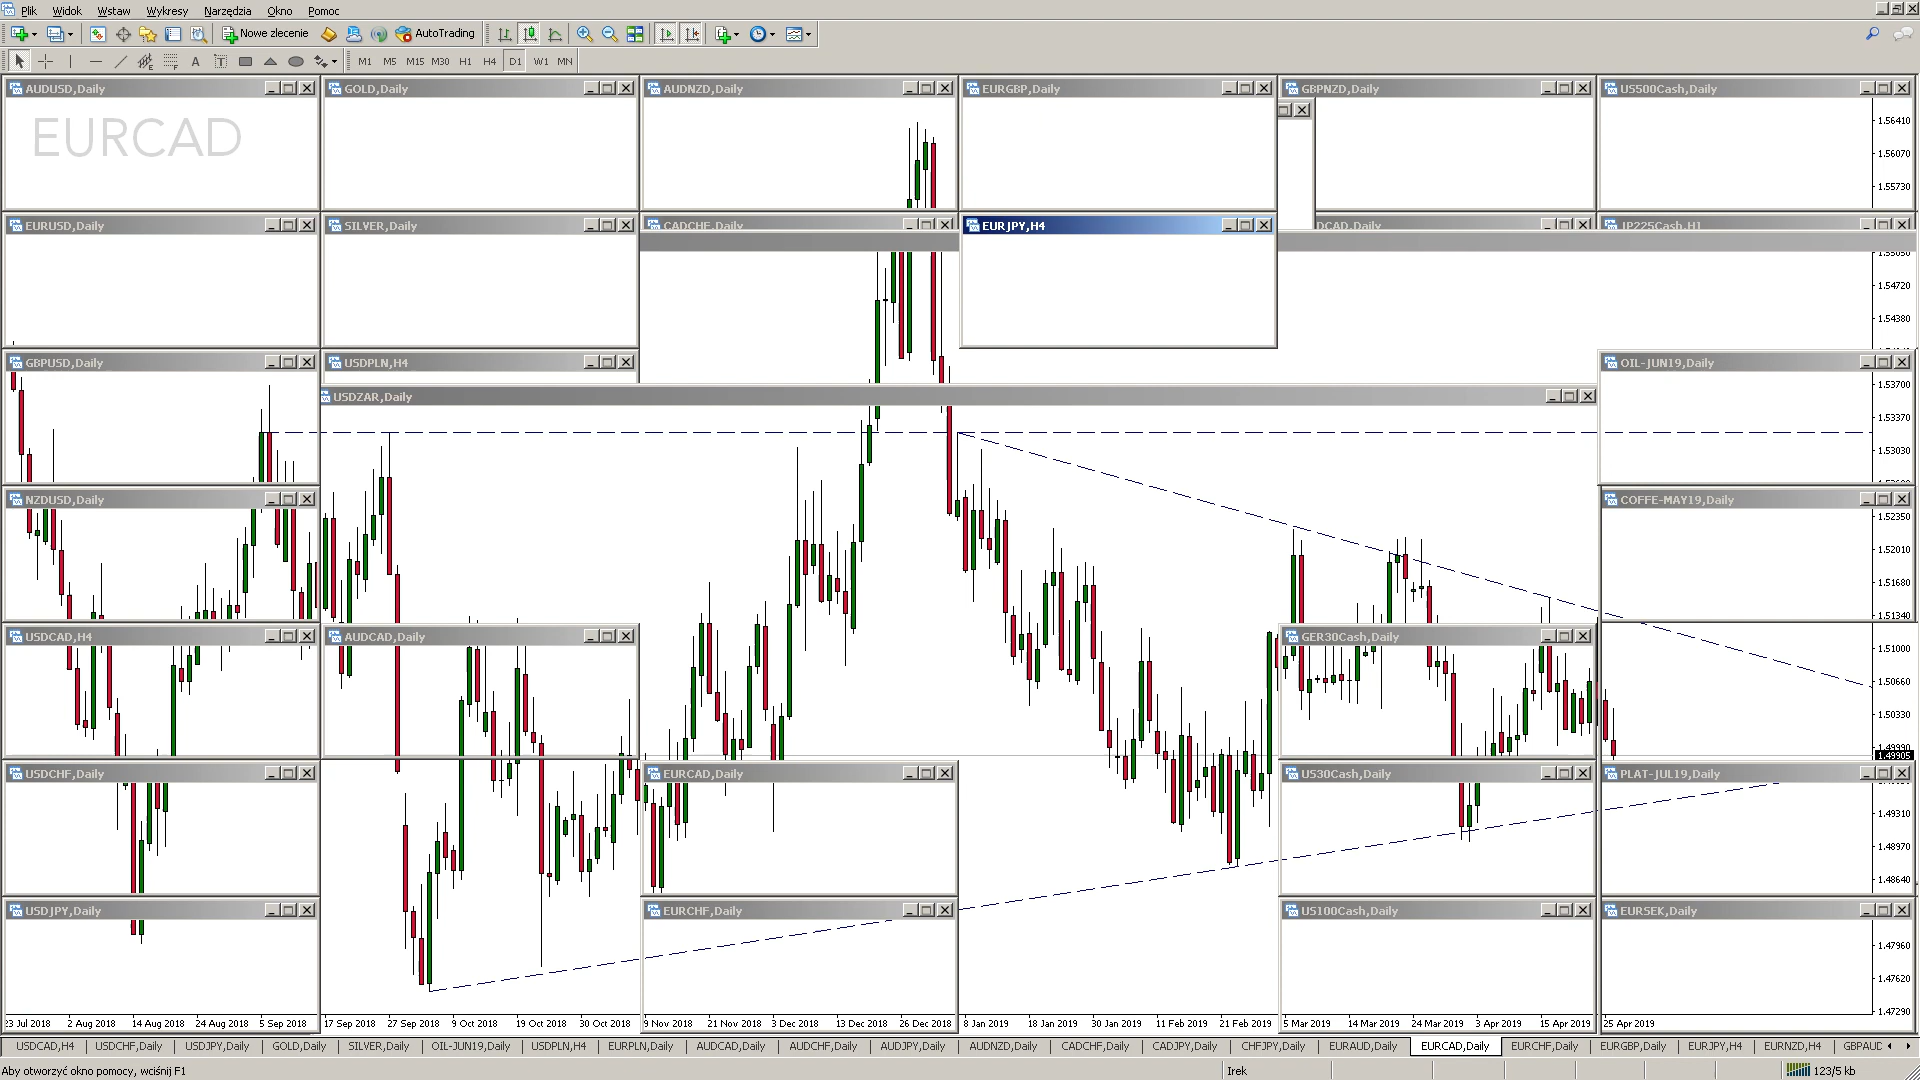 Plik Widok Wstaw Wykresy Narzędzia Okno Pomoc
Nowe zlecenie AutoTrading
A T M1 M5 M15 M30 H1 H4 D1 W1 MN
AUDUSD,Daily GOLD,Daily AUDNZD,Daily EURGBP,Daily GBPNZD,Daily US500Cash,Daily
EURCAD
1.56410
1.56070
1.55730
EURUSD,Daily SILVER,Daily CADCHF,Daily EURJPY,H4 DCAD,Daily JP225Cash,H1
1.55050
1.54720
1.54380
GBPUSD,Daily USDPLN,H4 OIL-JUN19,Daily
1.53700
USDZAR,Daily
1.53370
1.53030
NZDUSD,Daily COFFE-MAY19,Daily
1.52350
1.52010
1.51680
1.51340
USDCAD,H4 AUDCAD,Daily GER30Cash,Daily
1.51000
1.50660
1.50330
1.49990
1.49905
USDCHF,Daily EURCAD,Daily US30Cash,Daily PLAT-JUL19,Daily
1.49310
1.48970
1.48640
USDJPY,Daily EURCHF,Daily US100Cash,Daily EURSEK,Daily
1.47960
1.47620
1.47290
23 Jul 2018 2 Aug 2018 14 Aug 2018 24 Aug 2018 5 Sep 2018 17 Sep 2018 27 Sep 2018 9 Oct 2018 19 Oct 2018 30 Oct 2018 9 Nov 2018 21 Nov 2018 3 Dec 2018 13 Dec 2018 26 Dec 2018 8 Jan 2019 18 Jan 2019 30 Jan 2019 11 Feb 2019 21 Feb 2019 5 Mar 2019 14 Mar 2019 24 Mar 2019 3 Apr 2019 15 Apr 2019 25 Apr 2019
USDCAD,H4 USDCHF,Daily USDJPY,Daily GOLD,Daily SILVER,Daily OIL-JUN19,Daily USDPLN,H4 EURPLN,Daily AUDCAD,Daily AUDCHF,Daily AUDJPY,Daily AUDNZD,Daily CADCHF,Daily CADJPY,Daily CHFJPY,Daily EURAUD,Daily EURCAD,Daily EURCHF,Daily EURGBP,Daily EURJPY,H4 EURNZD,H4 GBPAUD
Aby otworzyć okno pomocy, wciśnij F1 Irek 123/5 kb